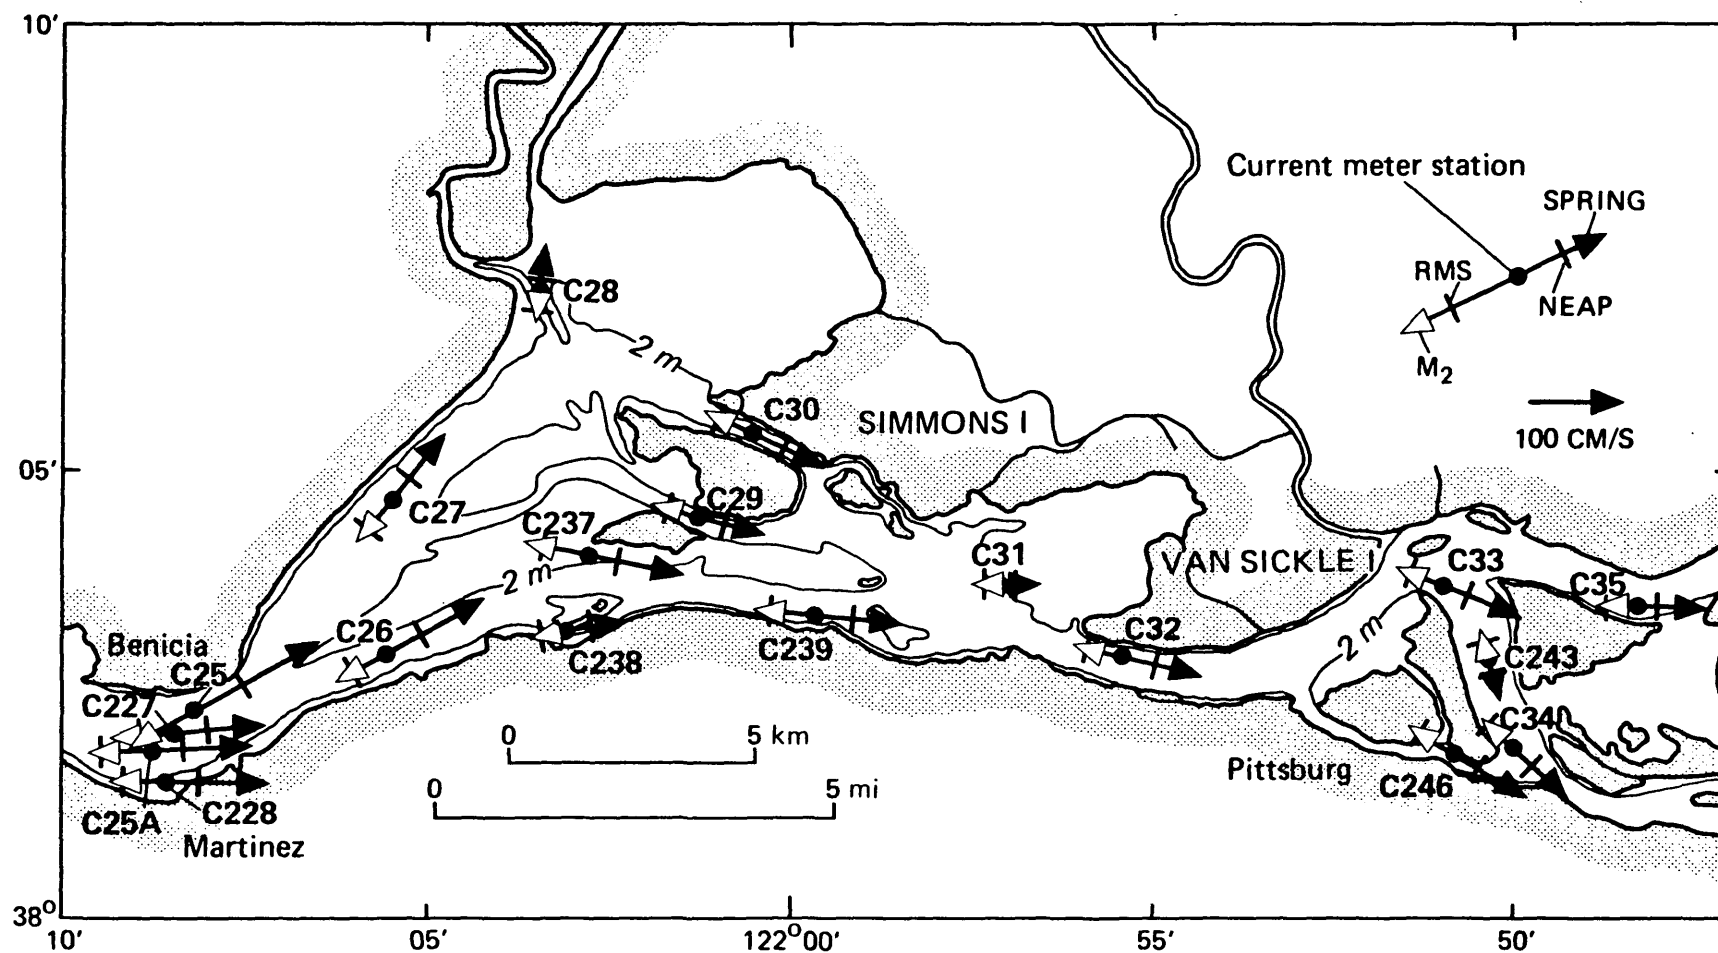 10′
Current meter station
SPRING
RMS
NEAP
M₂
100 CM/S
C28
2 m
C30
SIMMONS I
05′
C27
C29
C237
2 m
C31
VAN SICKLE I
C33
C35
C26
C238
C239
C32
2 m
C243
Benicia
C25
C227
C34
0 5 km
0 5 mi
Pittsburg
C246
C25A
C228
Martinez
38°
10′ 05′ 122°00′ 55′ 50′